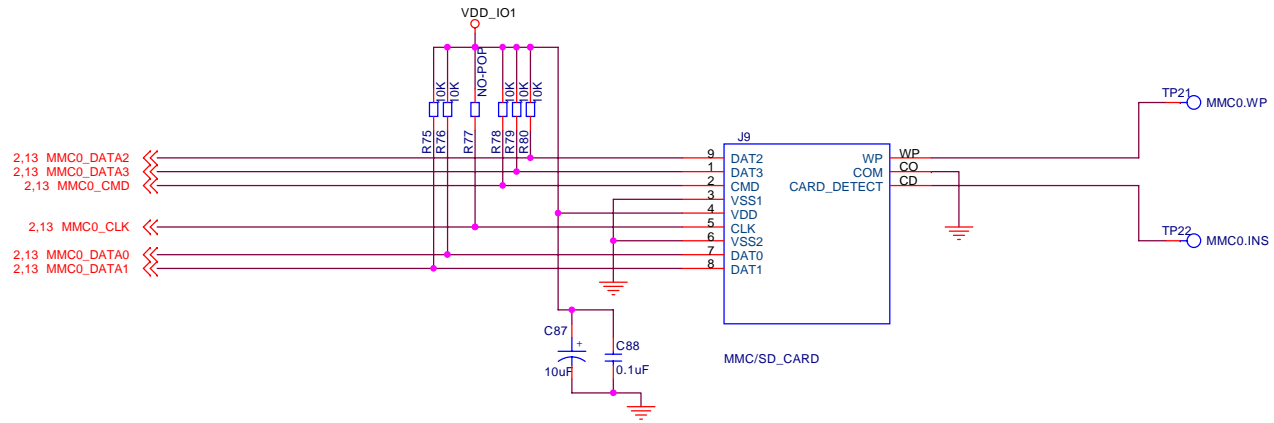 VDD_IO1
10K
10K
NO-POP
10K
10K
10K
R75
R76
R77
R78
R79
R80
TP21
MMC0.WP
J9
2,13 MMC0_DATA2
9 DAT2
WP WP
2,13 MMC0_DATA3
1 DAT3
COM CO
2,13 MMC0_CMD
2 CMD
CARD_DETECT CD
3 VSS1
4 VDD
2,13 MMC0_CLK
5 CLK
6 VSS2
TP22
MMC0.INS
2,13 MMC0_DATA0
7 DAT0
2,13 MMC0_DATA1
8 DAT1
C87
+
10uF
C88
0.1uF
MMC/SD_CARD